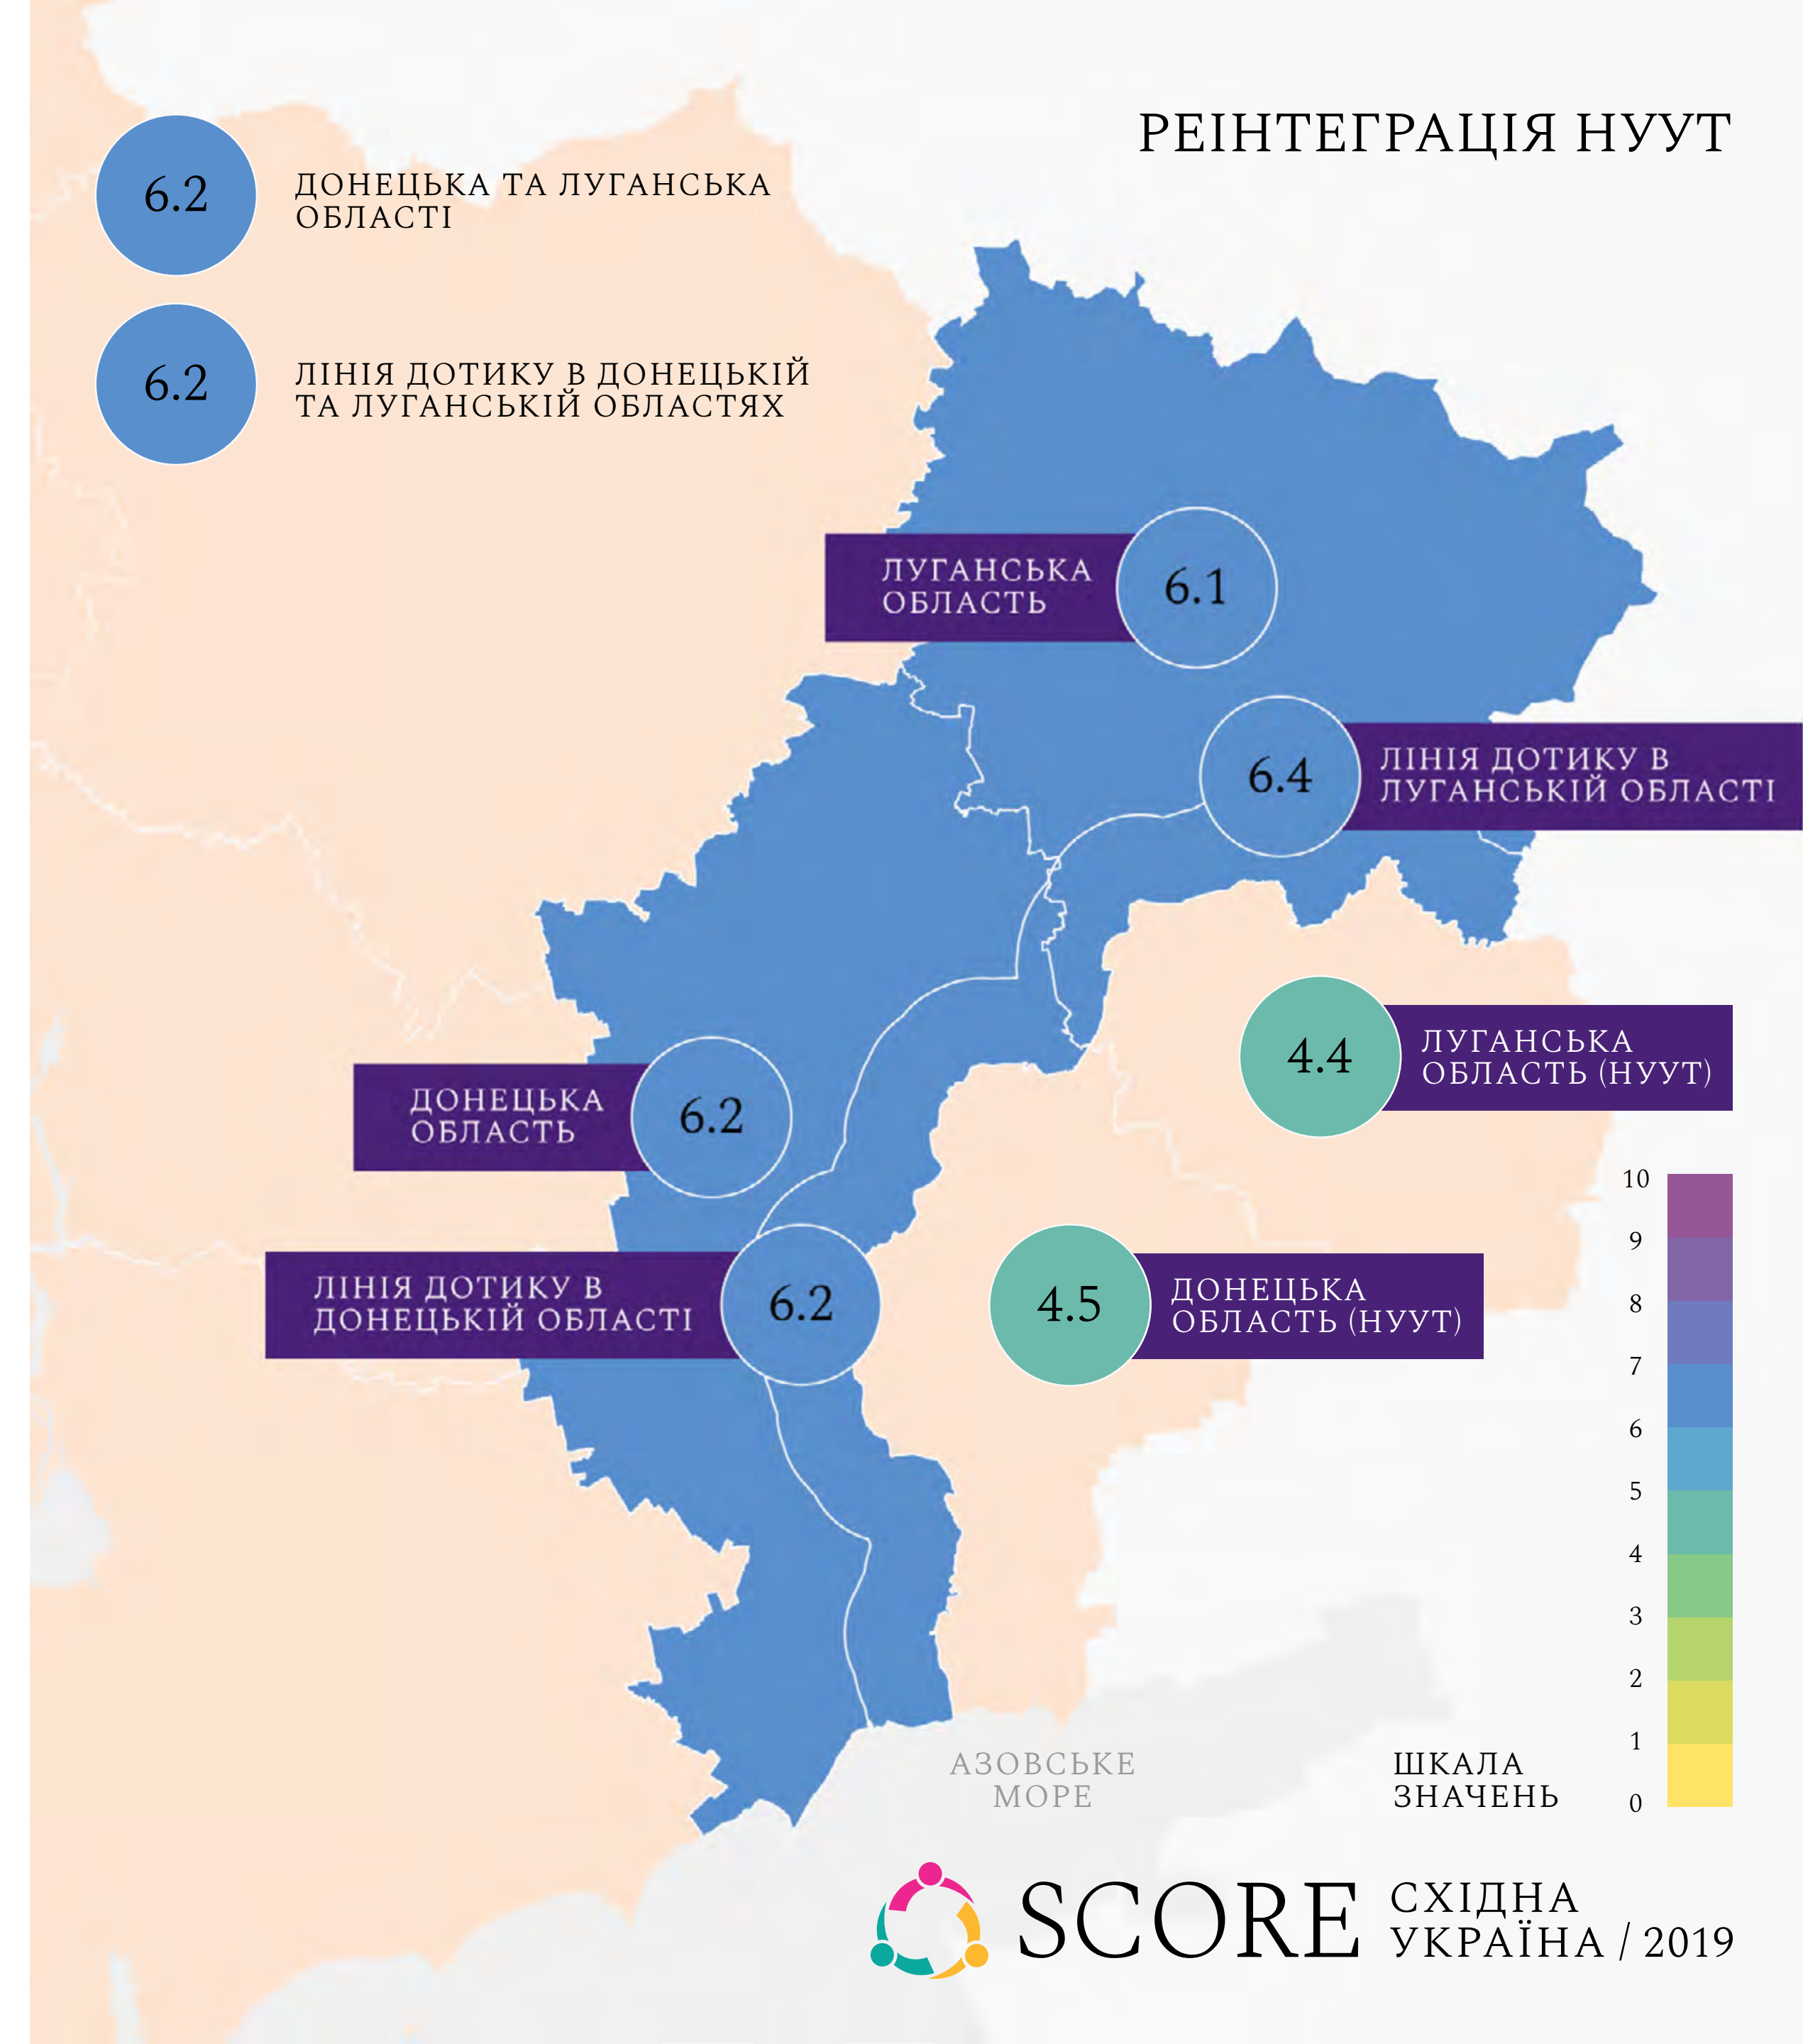 РЕІНТЕГРАЦІЯ НУУТ
6.2
ДОНЕЦЬКА ТА ЛУГАНСЬКА
ОБЛАСТІ
6.2
ЛІНІЯ ДОТИКУ В ДОНЕЦЬКІЙ
ТА ЛУГАНСЬКІЙ ОБЛАСТЯХ
ЛУГАНСЬКА
ОБЛАСТЬ
6.1
6.4
ЛІНІЯ ДОТИКУ В
ЛУГАНСЬКІЙ ОБЛАСТІ
4.4
ЛУГАНСЬКА
ОБЛАСТЬ (НУУТ)
ДОНЕЦЬКА
ОБЛАСТЬ
6.2
ЛІНІЯ ДОТИКУ В
ДОНЕЦЬКІЙ ОБЛАСТІ
6.2
4.5
ДОНЕЦЬКА
ОБЛАСТЬ (НУУТ)
10
9
8
7
6
5
4
3
2
1
0
ШКАЛА
ЗНАЧЕНЬ
АЗОВСЬКЕ
МОРЕ
SCORE
СХІДНА
УКРАЇНА / 2019